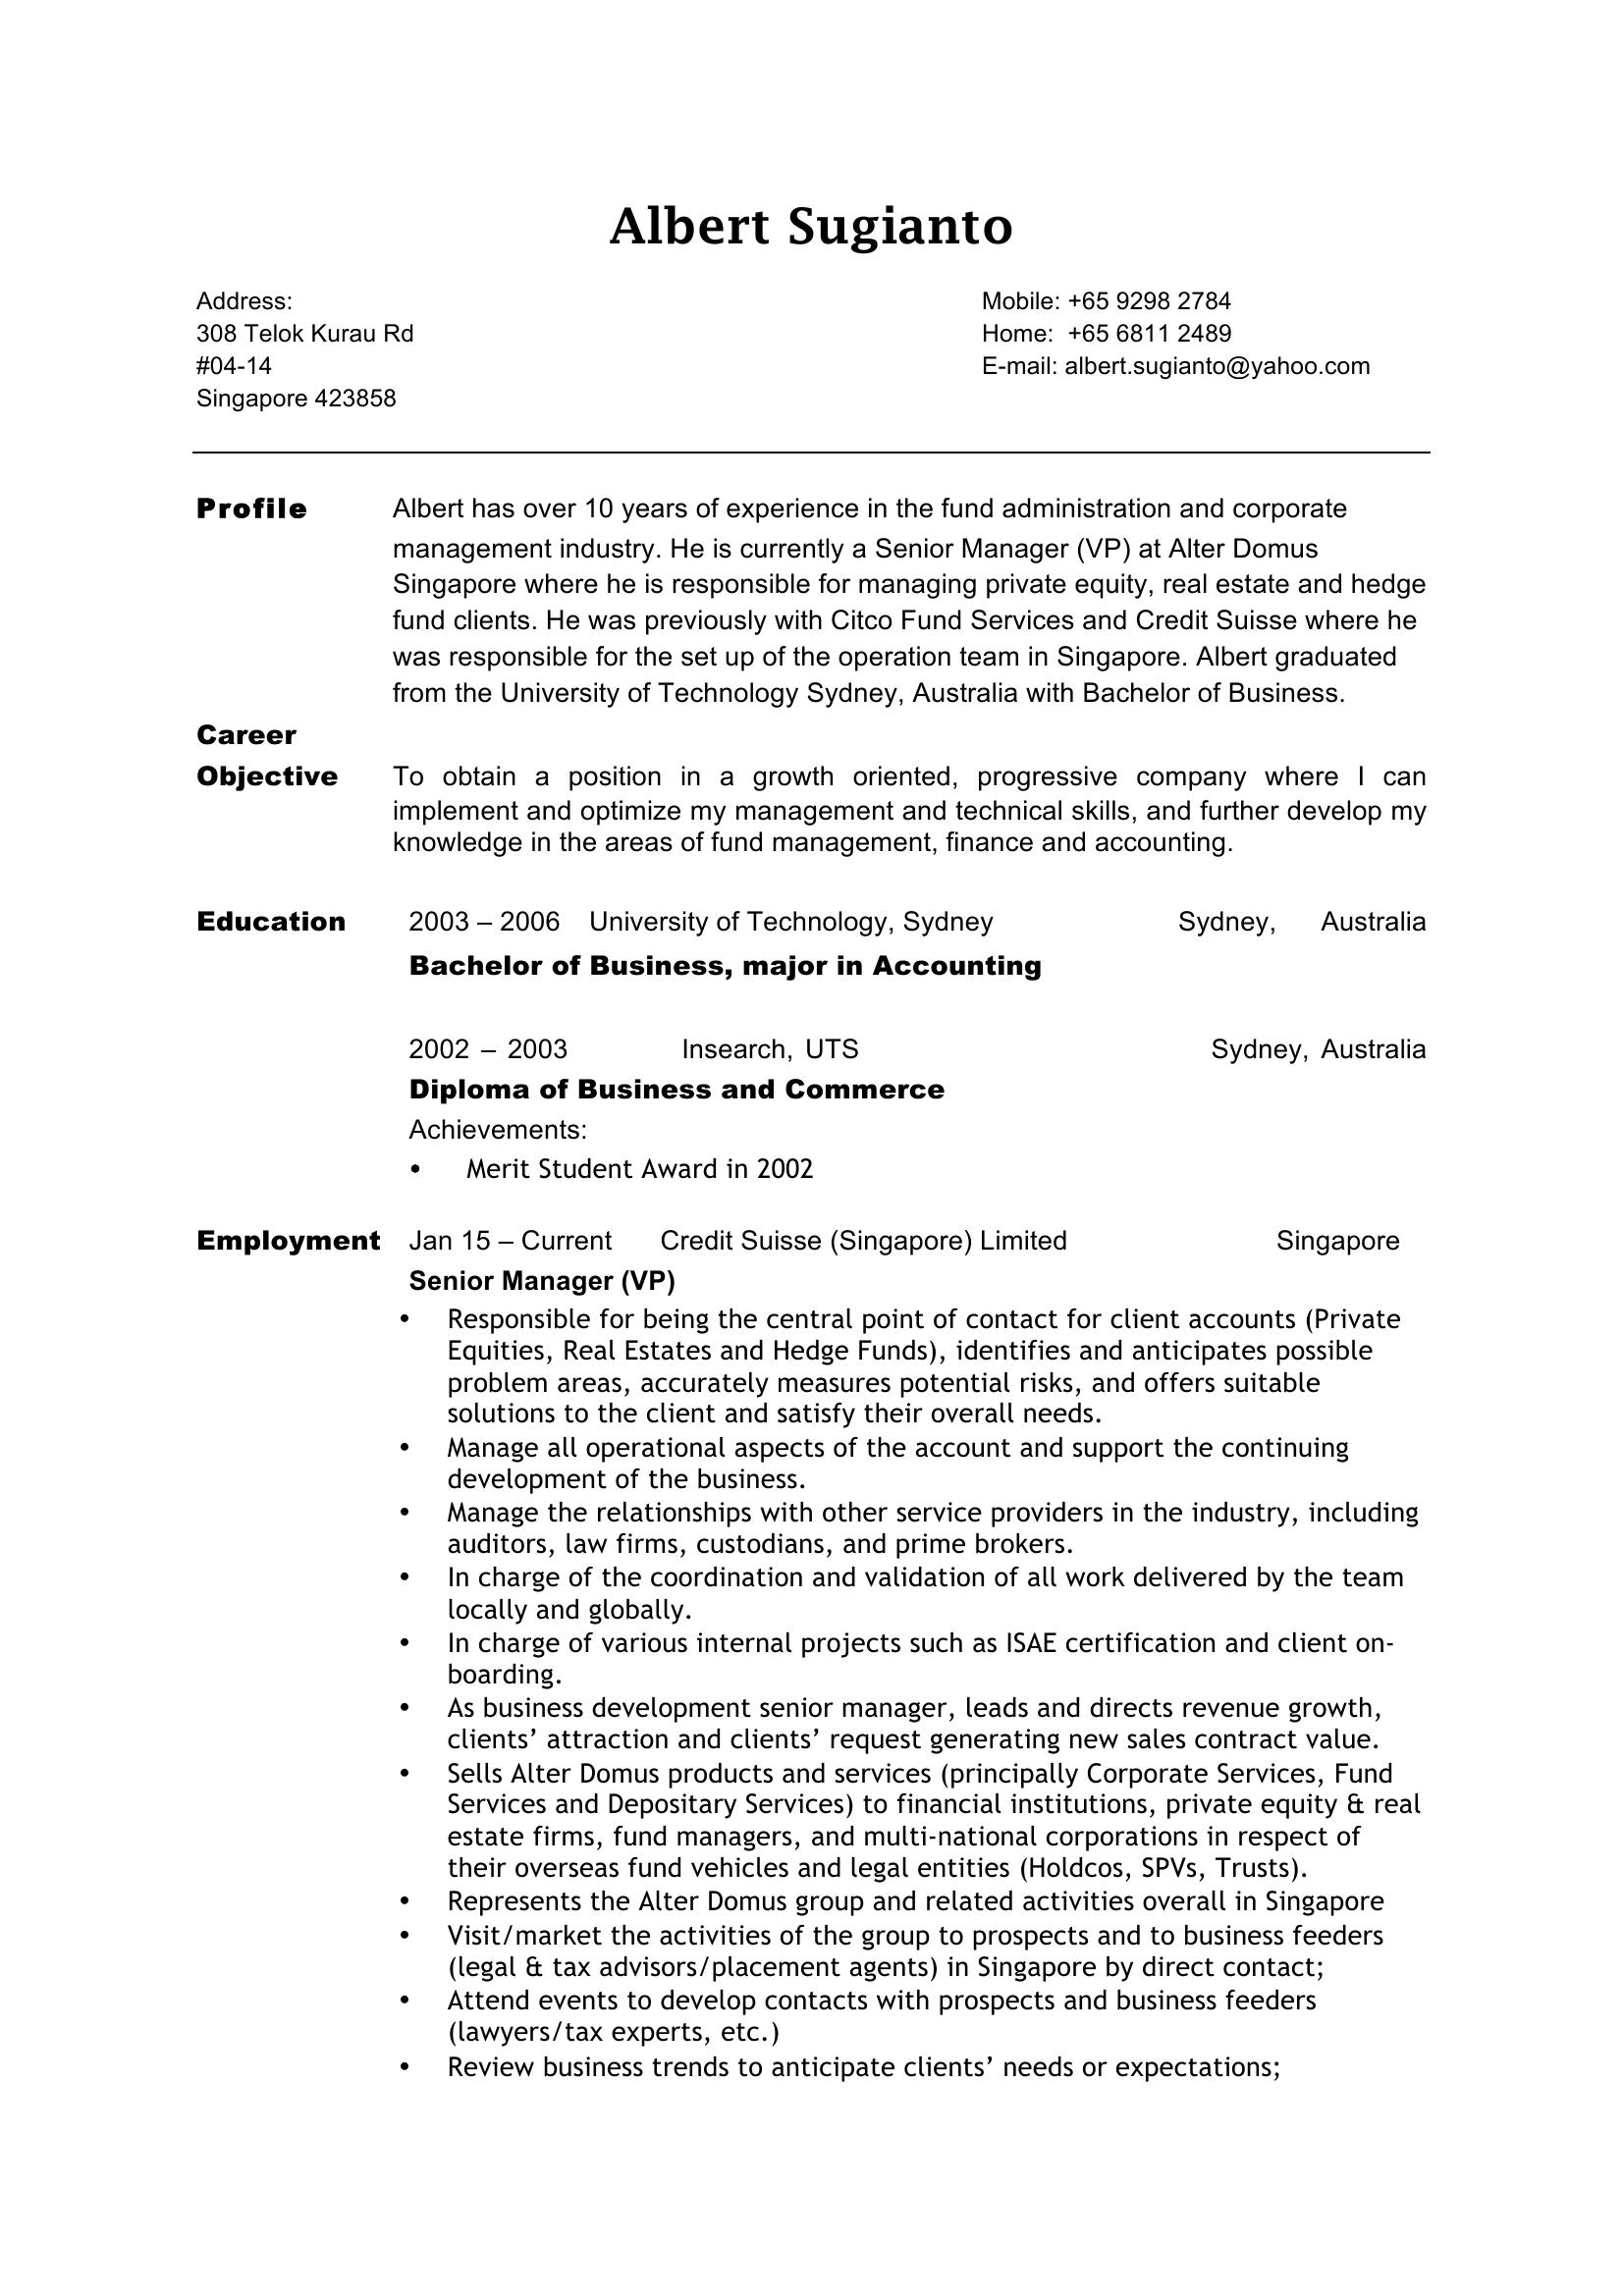 Albert Sugianto
Address:
308 Telok Kurau Rd
#04-14
Singapore 423858
Mobile: +65 9298 2784
Home: +65 6811 2489
E-mail: albert.sugianto@yahoo.com
Profile Albert has over 10 years of experience in the fund administration and corporate
management industry. He is currently a Senior Manager (VP) at Alter Domus
Singapore where he is responsible for managing private equity, real estate and hedge
fund clients. He was previously with Citco Fund Services and Credit Suisse where he
was responsible for the set up of the operation team in Singapore. Albert graduated
from the University of Technology Sydney, Australia with Bachelor of Business.
Career
Objective To obtain a position in a growth oriented, progressive company where I can
implement and optimize my management and technical skills, and further develop my
knowledge in the areas of fund management, finance and accounting.
Education 2003 – 2006 University of Technology, Sydney Sydney, Australia
Bachelor of Business, major in Accounting
2002 – 2003 Insearch, UTS Sydney, Australia
Diploma of Business and Commerce
Achievements:
• Merit Student Award in 2002
Employment Jan 15 – Current Credit Suisse (Singapore) Limited Singapore
Senior Manager (VP)
• Responsible for being the central point of contact for client accounts (Private
Equities, Real Estates and Hedge Funds), identifies and anticipates possible
problem areas, accurately measures potential risks, and offers suitable
solutions to the client and satisfy their overall needs.
• Manage all operational aspects of the account and support the continuing
development of the business.
• Manage the relationships with other service providers in the industry, including
auditors, law firms, custodians, and prime brokers.
• In charge of the coordination and validation of all work delivered by the team
locally and globally.
• In charge of various internal projects such as ISAE certification and client on-
boarding.
• As business development senior manager, leads and directs revenue growth,
clients’ attraction and clients’ request generating new sales contract value.
• Sells Alter Domus products and services (principally Corporate Services, Fund
Services and Depositary Services) to financial institutions, private equity & real
estate firms, fund managers, and multi-national corporations in respect of
their overseas fund vehicles and legal entities (Holdcos, SPVs, Trusts).
• Represents the Alter Domus group and related activities overall in Singapore
• Visit/market the activities of the group to prospects and to business feeders
(legal & tax advisors/placement agents) in Singapore by direct contact;
• Attend events to develop contacts with prospects and business feeders
(lawyers/tax experts, etc.)
• Review business trends to anticipate clients’ needs or expectations;